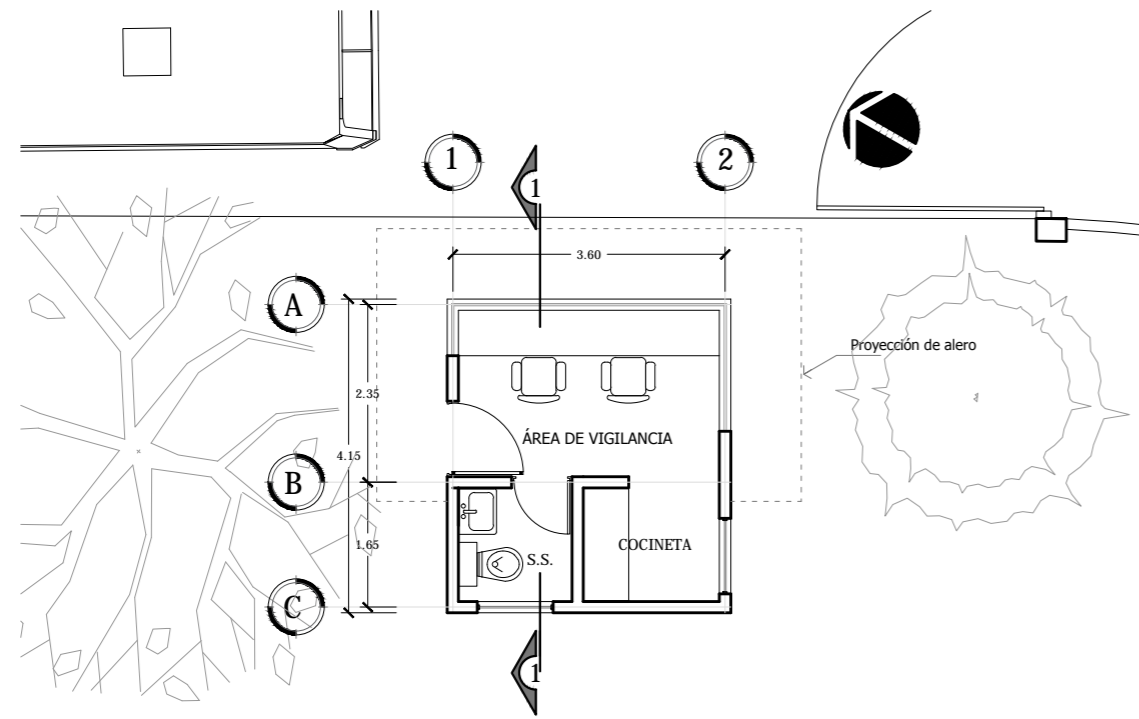 1
2
1
3.60
A
Proyección de alero
2.35
ÁREA DE VIGILANCIA
4.15
B
1.65
COCINETA
S.S.
C
1